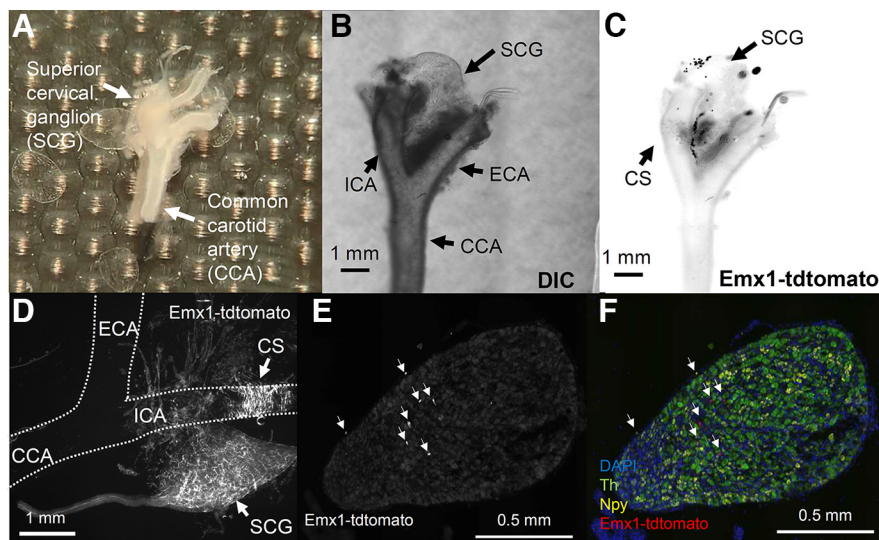 A
Superior
cervical
ganglion
(SCG)
Common
carotid
artery
(CCA)
B
SCG
ICA
ECA
CCA
1 mm
DIC
C
SCG
CS
1 mm
Emx1-tdtomato
D
Emx1-tdtomato
ECA
CS
ICA
CCA
1 mm
SCG
E
Emx1-tdtomato
0.5 mm
F
DAPI
Th
Npy
Emx1-tdtomato
0.5 mm